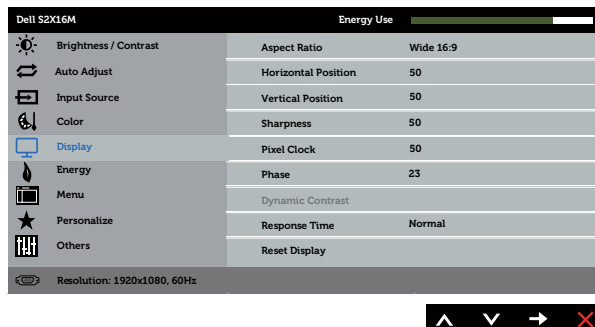 Dell S2X16M Energy Use
Brightness / Contrast
Auto Adjust
Input Source
Color
Display
Energy
Menu
Personalize
Others
Aspect Ratio Wide 16:9
Horizontal Position 50
Vertical Position 50
Sharpness 50
Pixel Clock 50
Phase 23
Dynamic Contrast
Response Time Normal
Reset Display
Resolution: 1920x1080, 60Hz